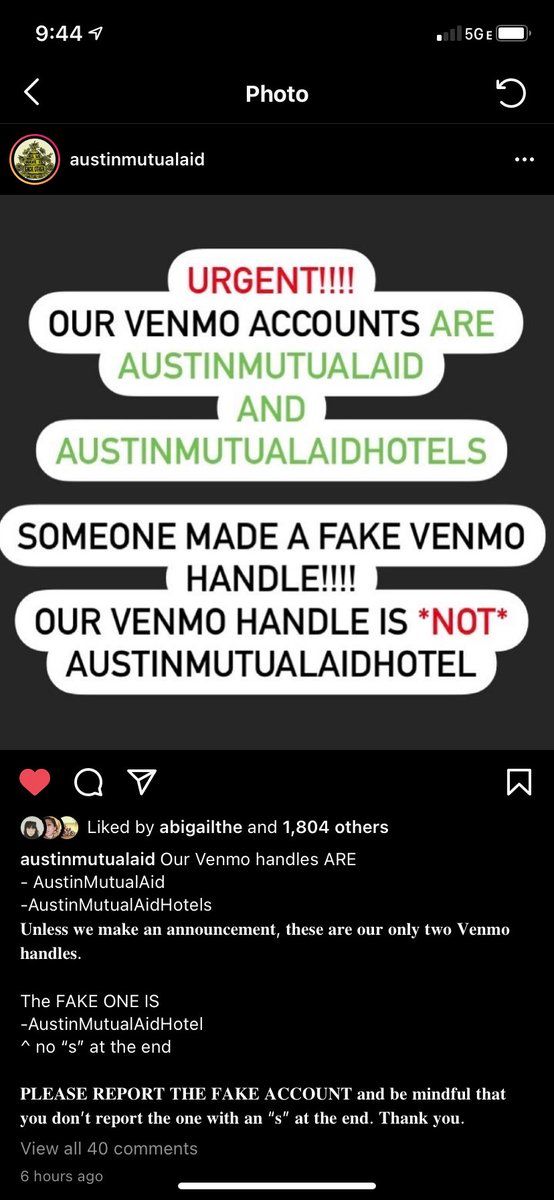 9:44
5GE
Photo
austinmutualaid
URGENT!!!!
OUR VENMO ACCOUNTS ARE
AUSTINMUTUALAID
AND
AUSTINMUTUALAIDHOTELS
SOMEONE MADE A FAKE VENMO
HANDLE!!!!
OUR VENMO HANDLE IS *NOT*
AUSTINMUTUALAIDHOTEL
Liked by abigailthe and 1,804 others
austinmutualaid Our Venmo handles ARE
- AustinMutualAid
-AustinMutualAidHotels
Unless we make an announcement, these are our only two Venmo
handles.
The FAKE ONE IS
-AustinMutualAidHotel
^ no “s” at the end
PLEASE REPORT THE FAKE ACCOUNT and be mindful that
you don't report the one with an “s” at the end. Thank you.
View all 40 comments
6 hours ago